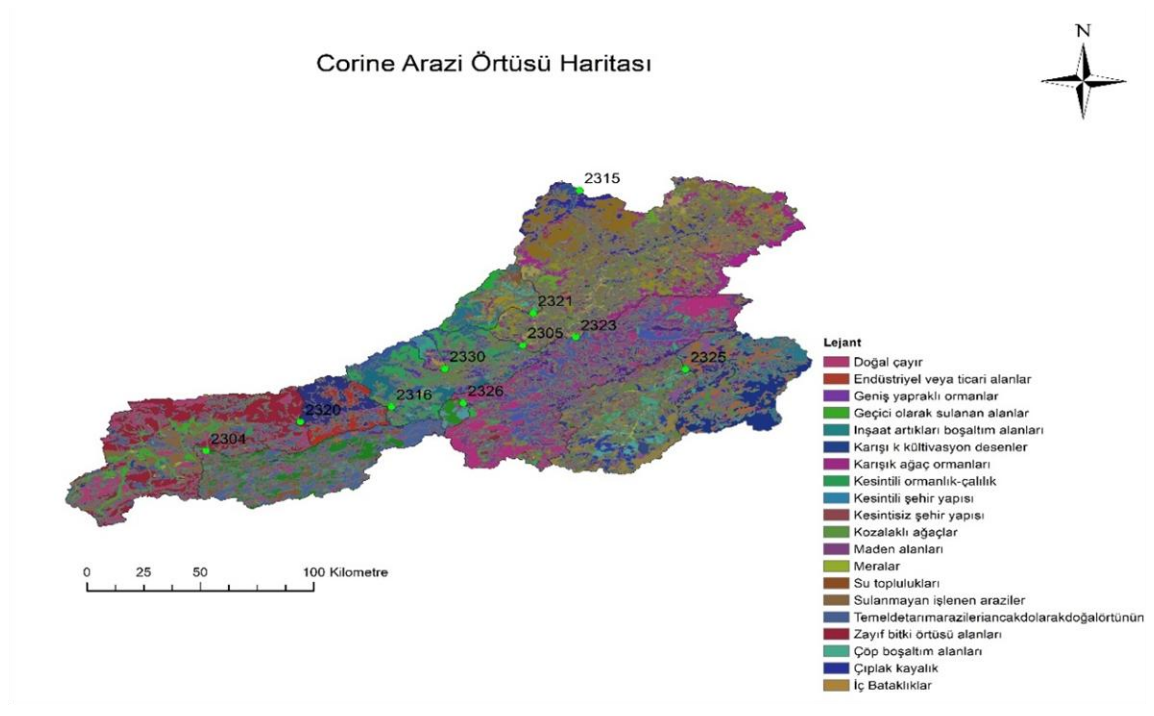 Corine Arazi Örtüsü Haritası
N
2315
2321
2305
2323
2330
2325
2316
2326
2320
2304
0 25 50 100 Kilometre
Lejant
Doğal çayır
Endüstriyel veya ticari alanlar
Geniş yapraklı ormanlar
Geçici olarak sulanan alanlar
Inşaat artıkları boşaltım alanları
Karışı k kültivasyon desenler
Karışık ağaç ormanları
Kesintili ormanlık-çalılık
Kesintili şehir yapısı
Kesintisiz şehir yapısı
Kozalaklı ağaçlar
Maden alanları
Meralar
Su toplulukları
Sulanmayan işlenen araziler
Temeldetarımarazileriancakdolarakdoğalörtünün
Zayıf bitki örtüsü alanları
Çöp boşaltım alanları
Çıplak kayalık
İç Bataklıklar